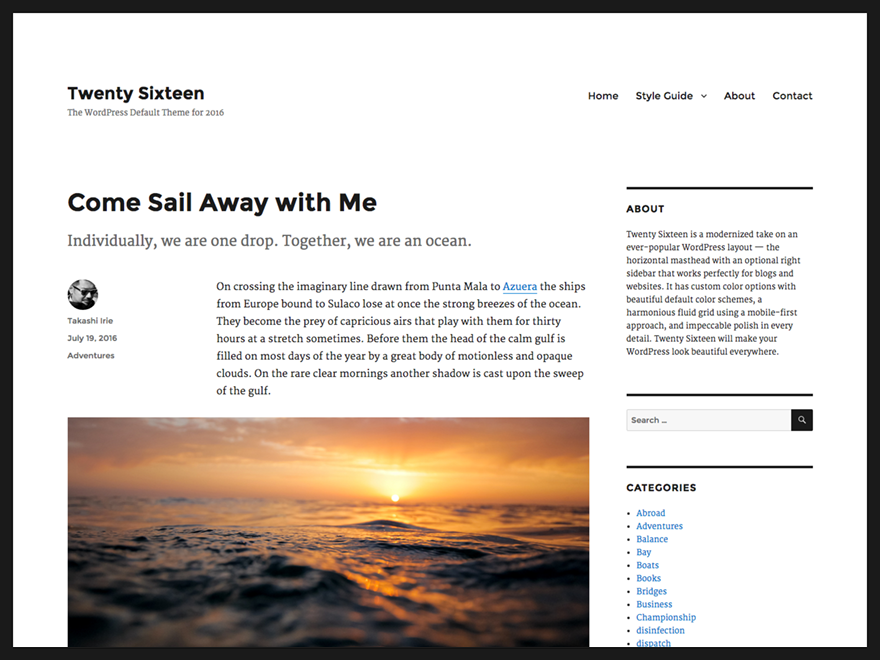 Twenty Sixteen
The WordPress Default Theme for 2016
Home Style Guide About Contact
Come Sail Away with Me
Individually, we are one drop. Together, we are an ocean.
Takashi Irie
July 19, 2016
Adventures
On crossing the imaginary line drawn from Punta Mala to Azuera the ships
from Europe bound to Sulaco lose at once the strong breezes of the ocean.
They become the prey of capricious airs that play with them for thirty
hours at a stretch sometimes. Before them the head of the calm gulf is
filled on most days of the year by a great body of motionless and opaque
clouds. On the rare clear mornings another shadow is cast upon the sweep
of the gulf.
ABOUT
Twenty Sixteen is a modernized take on an
ever-popular WordPress layout — the
horizontal masthead with an optional right
sidebar that works perfectly for blogs and
websites. It has custom color options with
beautiful default color schemes, a
harmonious fluid grid using a mobile-first
approach, and impeccable polish in every
detail. Twenty Sixteen will make your
WordPress look beautiful everywhere.
Search …
CATEGORIES
Abroad
Adventures
Balance
Bay
Boats
Books
Bridges
Business
Championship
disinfection
dispatch